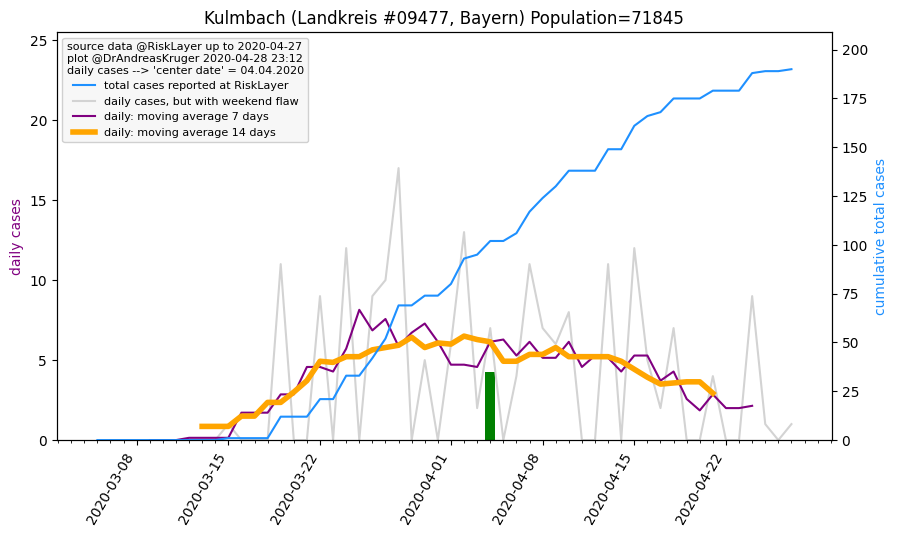 Kulmbach (Landkreis #09477, Bayern) Population=71845
source data @RiskLayer up to 2020-04-27
plot @DrAndreasKruger 2020-04-28 23:12
daily cases --> 'center date' = 04.04.2020
total cases reported at RiskLayer
daily cases, but with weekend flaw
daily: moving average 7 days
daily: moving average 14 days
daily cases
25
20
15
10
5
0
cumulative total cases
200
175
150
125
100
75
50
25
0
2020-03-08
2020-03-15
2020-03-22
2020-04-01
2020-04-08
2020-04-15
2020-04-22